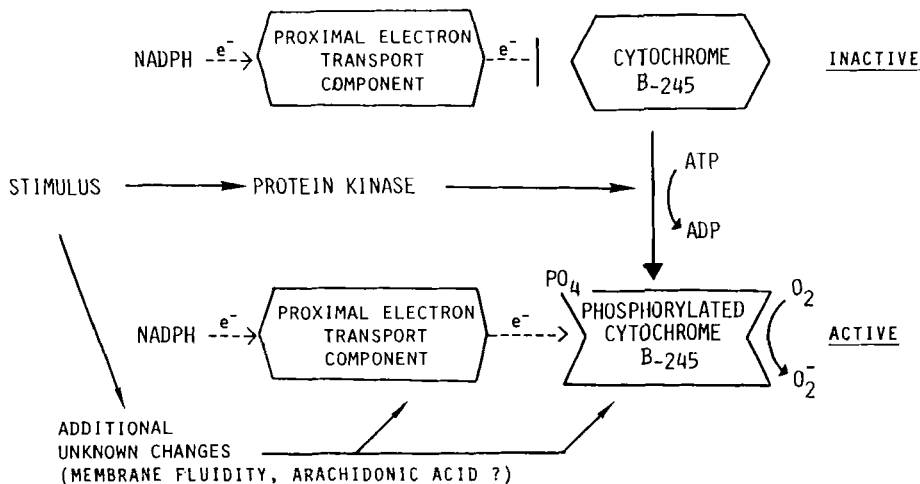 NADPH
e-
PROXIMAL ELECTRON
TRANSPORT
COMPONENT
e-
CYTOCHROME
B-245
INACTIVE
STIMULUS
PROTEIN KINASE
ATP
ADP
NADPH
e-
PROXIMAL ELECTRON
TRANSPORT
COMPONENT
e-
PO4
PHOSPHORYLATED
CYTOCHROME
B-245
O2
O2-
ACTIVE
ADDITIONAL
UNKNOWN CHANGES
(MEMBRANE FLUIDITY, ARACHIDONIC ACID ?)